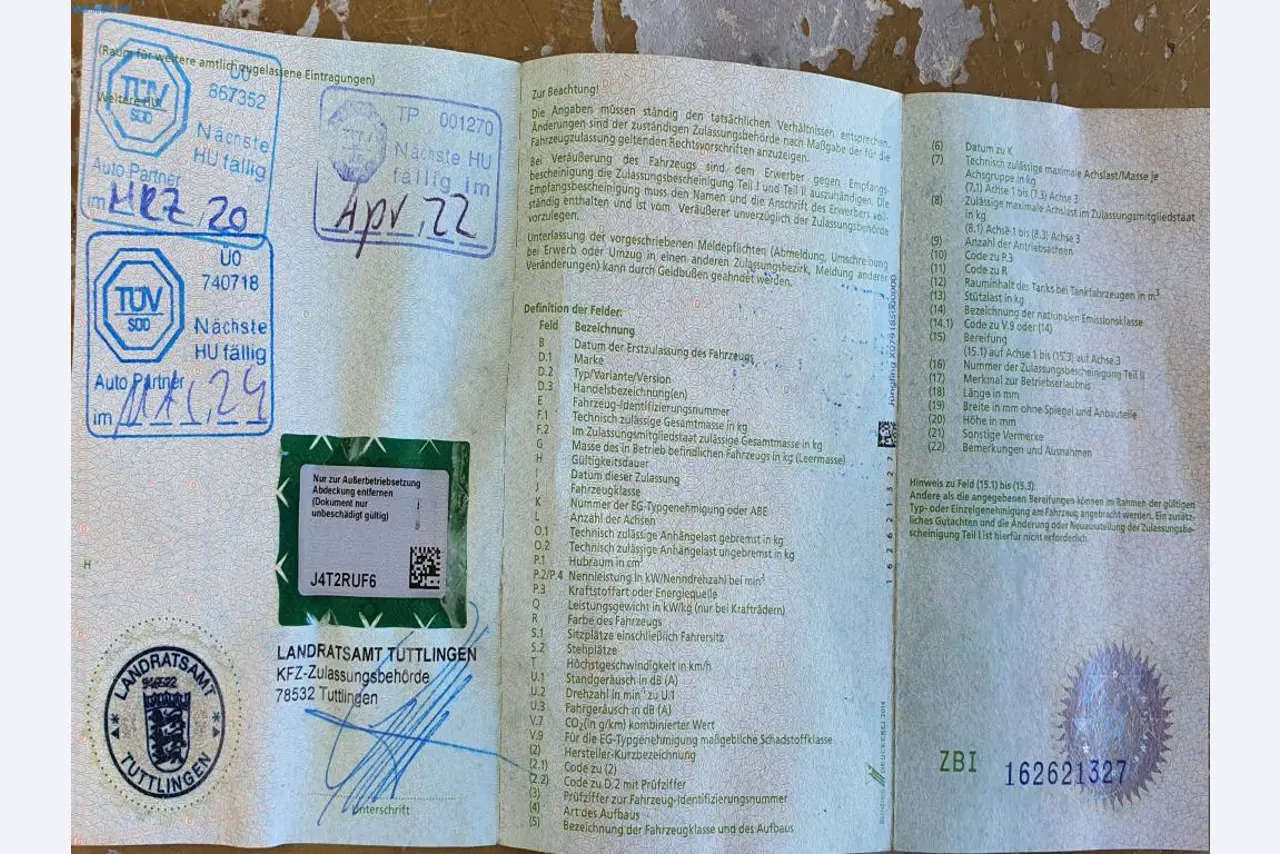 (Raum für weitere amtlich zugelassene Eintragungen)
Weitere HU
TÜV
SÜD
U0
867352
Nächste
HU fällig
Auto Partner
im MRZ, 20
TP 001270
Nächste HU
fällig im
Apr, 22
TÜV
SÜD
U0
740718
Nächste
HU fällig
Auto Partner
im
Nur zur Außerbetriebsetzung
Abdeckung entfernen
(Dokument nur
unbeschädigt gültig)
J4T2RUF6
H
LANDRATSAMT
TUTTLINGEN
LANDRATSAMT TUTTLINGEN
KFZ-Zulassungsbehörde
78532 Tuttlingen
Unterschrift
Zur Beachtung!
Die Angaben müssen ständig den tatsächlichen Verhältnissen entsprechen.
Änderungen sind der zuständigen Zulassungsbehörde nach Maßgabe der für die
Fahrzeugzulassung geltenden Rechtsvorschriften anzuzeigen.
Bei Veräußerung des Fahrzeugs sind dem Erwerber gegen Empfangs-
bescheinigung die Zulassungsbescheinigung Teil I und Teil II auszuhändigen. Die
Empfangsbescheinigung muss den Namen und die Anschrift des Erwerbers voll-
ständig enthalten und ist vom Veräußerer unverzüglich der Zulassungsbehörde
vorzulegen.
Unterlassung der vorgeschriebenen Meldepflichten (Abmeldung, Umschreibung
bei Erwerb oder Umzug in einen anderen Zulassungsbezirk, Meldung anderer
Veränderungen) kann durch Geldbußen geahndet werden.
Definition der Felder:
Feld Bezeichnung
B Datum der Erstzulassung des Fahrzeugs
D.1 Marke
D.2 Typ/Variante/Version
D.3 Handelsbezeichnung(en)
E Fahrzeug-Identifizierungsnummer
F.1 Technisch zulässige Gesamtmasse in kg
F.2 Im Zulassungsmitgliedstaat zulässige Gesamtmasse in kg
G Masse des in Betrieb befindlichen Fahrzeugs in kg (Leermasse)
H Gültigkeitsdauer
I Datum dieser Zulassung
J Fahrzeugklasse
K Nummer der EG-Typgenehmigung oder ABE
L Anzahl der Achsen
O.1 Technisch zulässige Anhängelast gebremst in kg
O.2 Technisch zulässige Anhängelast ungebremst in kg
P.1 Hubraum in cm³
P.2/P.4 Nennleistung in kW/Nenndrehzahl bei min⁻¹
P.3 Kraftstoffart oder Energiequelle
Q Leistungsgewicht in kW/kg (nur bei Krafträdern)
R Farbe des Fahrzeugs
S.1 Sitzplätze einschließlich Fahrersitz
S.2 Stehplätze
T Höchstgeschwindigkeit in km/h
U.1 Standgeräusch in dB (A)
U.2 Drehzahl in min⁻¹ zu U.1
U.3 Fahrgeräusch in dB (A)
V.7 CO₂ (in g/km) kombinierter Wert
V.9 Für die EG-Typgenehmigung maßgebliche Schadstoffklasse
(2) Hersteller-Kurzbezeichnung
(2.1) Code zu (2)
(2.2) Code zu D.2 mit Prüfziffer
(3) Prüfziffer zur Fahrzeug-Identifizierungsnummer
(4) Art des Aufbaus
(5) Bezeichnung der Fahrzeugklasse und des Aufbaus
162621327
(6) Datum zu K
(7) Technisch zulässige maximale Achslast/Masse je
Achsgruppe in kg
(7.1) Achse 1 bis (7.3) Achse 3
(8) Zulässige maximale Achslast im Zulassungsmitgliedstaat
in kg
(8.1) Achse 1 bis (8.3) Achse 3
(9) Anzahl der Antriebsachsen
(10) Code zu P.3
(11) Code zu R
(12) Rauminhalt des Tanks bei Tankfahrzeugen in m³
(13) Stützlast in kg
(14) Bezeichnung der nationalen Emissionsklasse
(14.1) Code zu V.9 oder (14)
(15) Bereifung
(15.1) auf Achse 1 bis (15.3) auf Achse 3
(16) Nummer der Zulassungsbescheinigung Teil II
(17) Merkmal zur Betriebserlaubnis
(18) Länge in mm
(19) Breite in mm ohne Spiegel und Anbauteile
(20) Höhe in mm
(21) Sonstige Vermerke
(22) Bemerkungen und Ausnahmen
Hinweis zu Feld (15.1) bis (15.3):
Andere als die angegebenen Bereifungen können im Rahmen der gültigen
Typ- oder Einzelgenehmigung am Fahrzeug angebracht werden. Ein zusätz-
liches Gutachten und die Änderung oder Neuausstellung der Zulassungsbe-
scheinigung Teil I ist hierfür nicht erforderlich.
ZBI 162621327